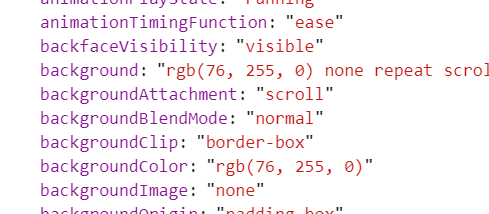 animationPlayState: "running"
animationTimingFunction: "ease"
backfaceVisibility: "visible"
background: "rgb(76, 255, 0) none repeat scrol
backgroundAttachment: "scroll"
backgroundBlendMode: "normal"
backgroundClip: "border-box"
backgroundColor: "rgb(76, 255, 0)"
backgroundImage: "none"
backgroundOrigin: "padding-box"